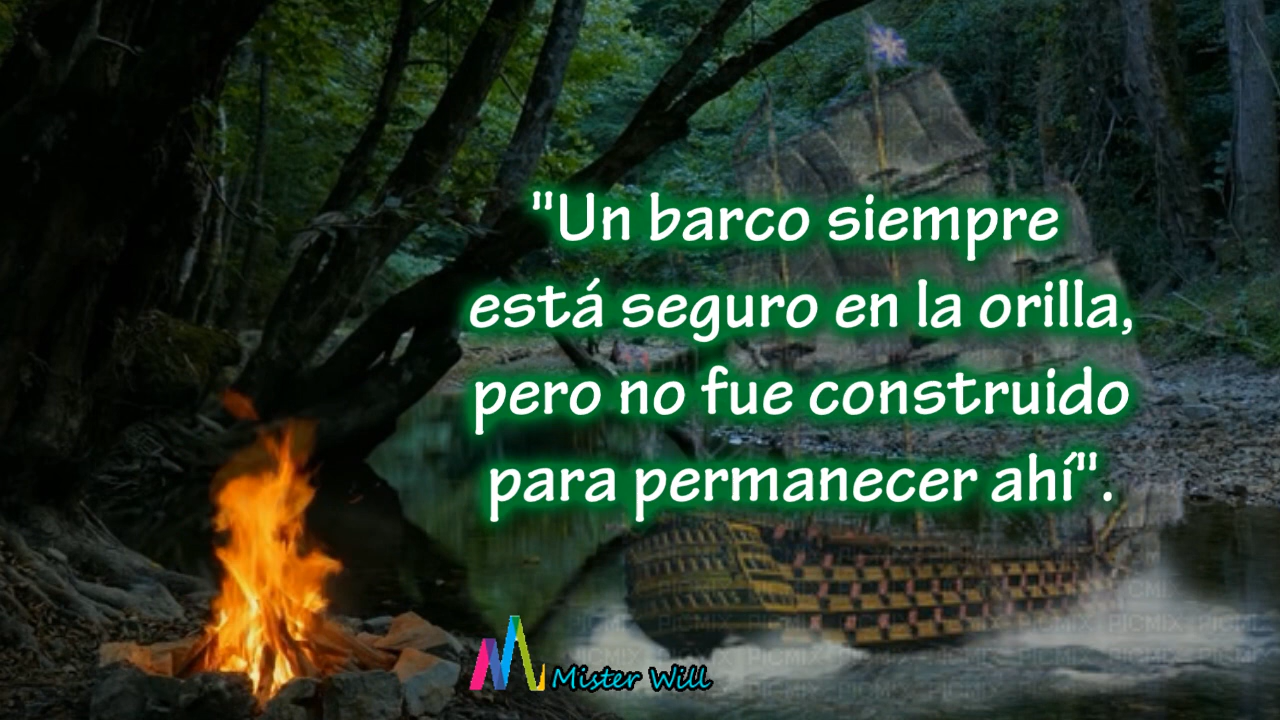 "Un barco siempre
está seguro en la orilla,
pero no fue construido
para permanecer ahí".
Mister Will